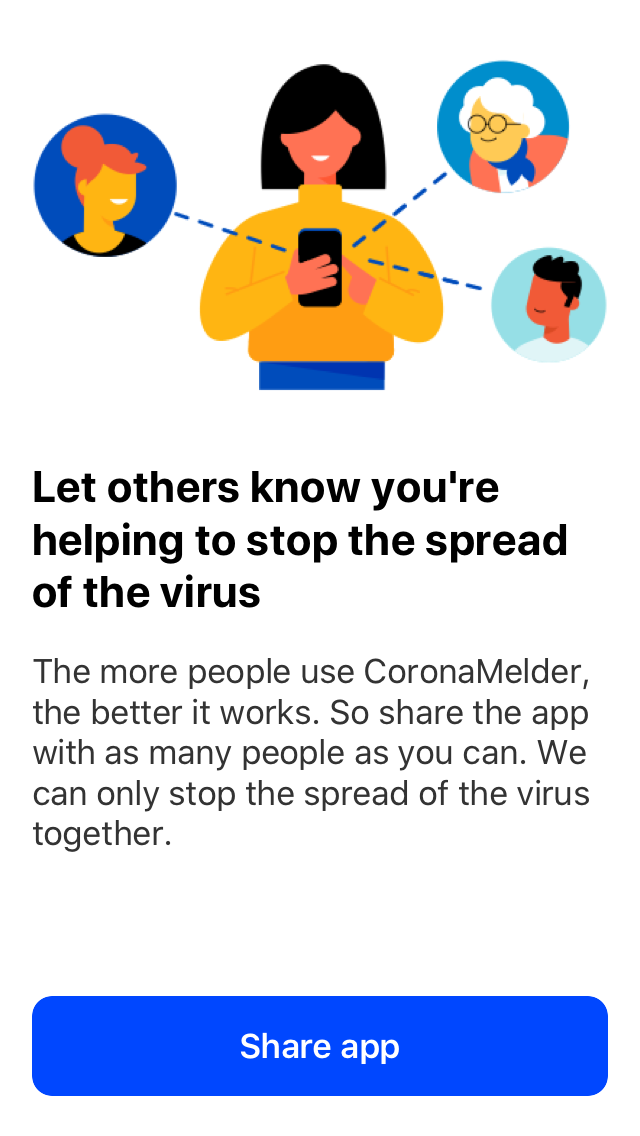 Let others know you're
helping to stop the spread
of the virus
The more people use CoronaMelder,
the better it works. So share the app
with as many people as you can. We
can only stop the spread of the virus
together.
Share app